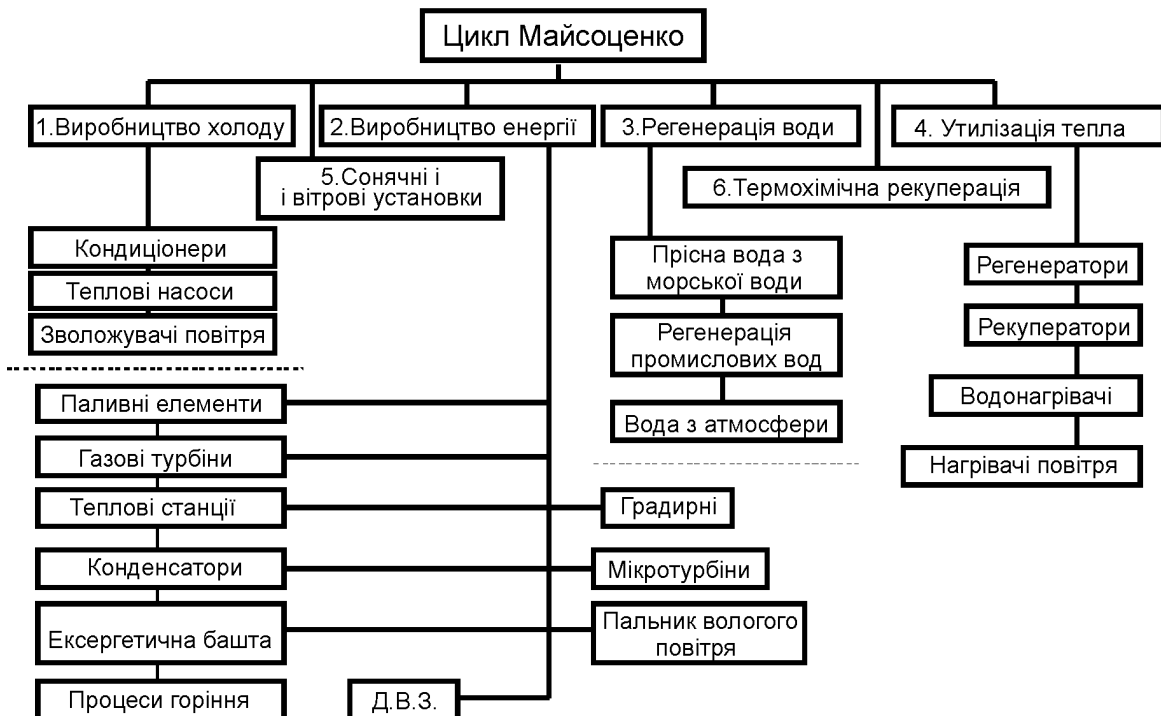 Цикл Майсоценко
1.Виробництво холоду
2.Виробництво енергії
3.Регенерація води
4. Утилізація тепла
5.Сонячні і
і вітрові установки
6.Термохімічна рекуперація
Кондиціонери
Теплові насоси
Зволожувачі повітря
Прісна вода з
морської води
Регенерація
промислових вод
Вода з атмосфери
Регенератори
Рекуператори
Водонагрівачі
Нагрівачі повітря
Паливні елементи
Газові турбіни
Теплові станції
Градирні
Конденсатори
Мікротурбіни
Ексергетична башта
Пальник вологого
повітря
Процеси горіння
Д.В.З.